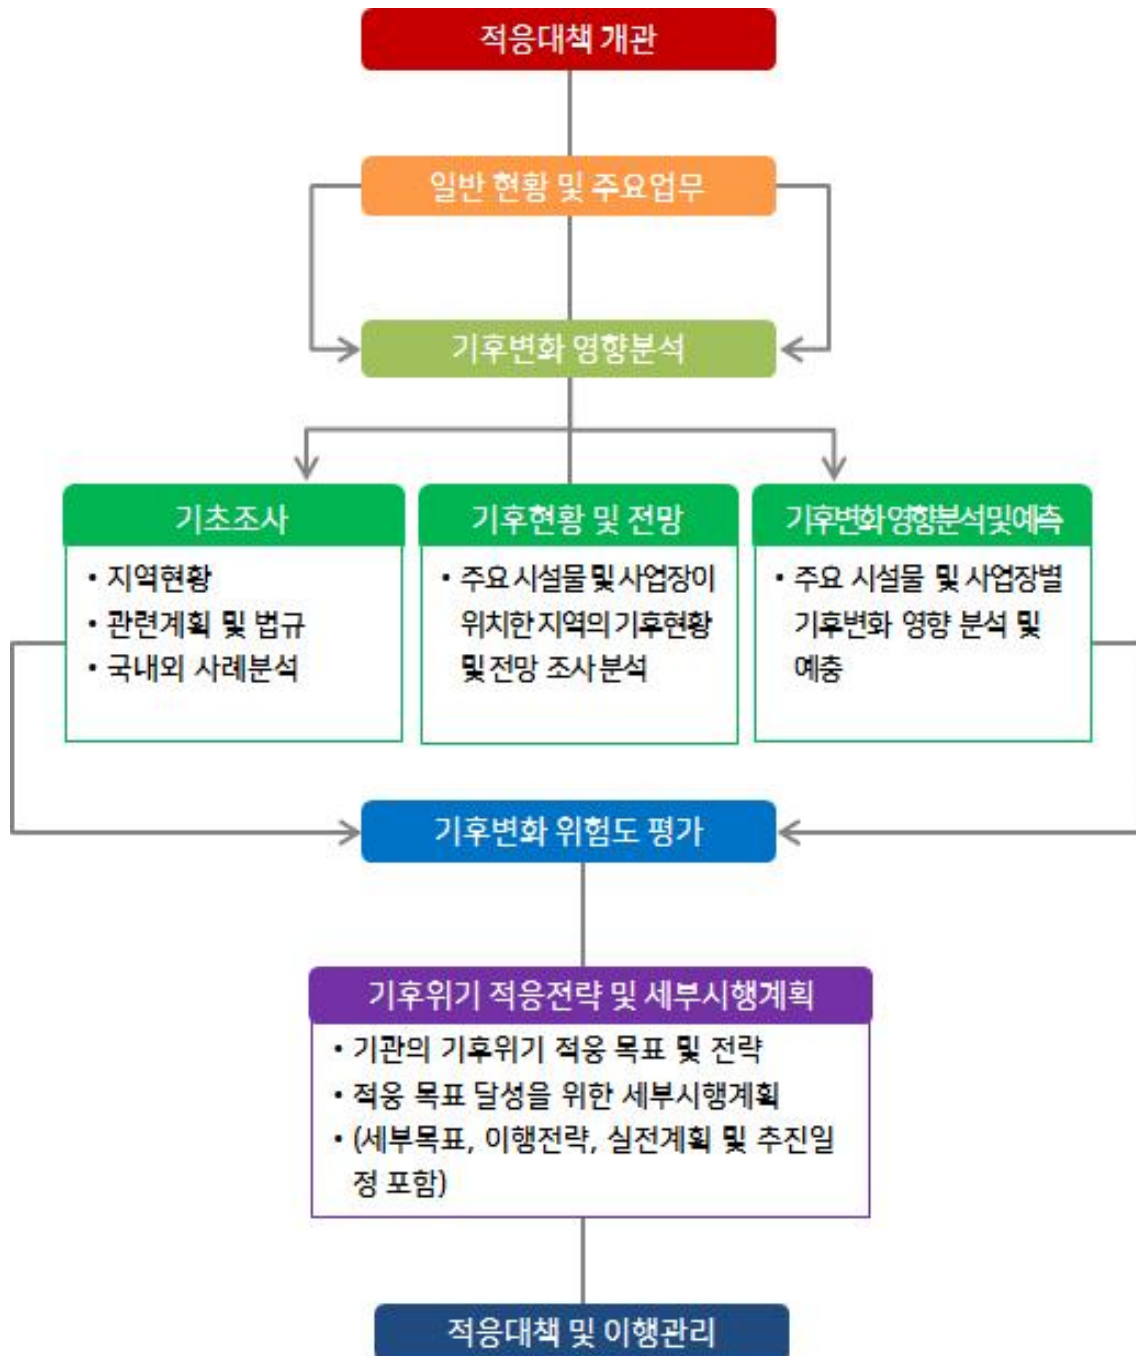 적응대책 개관
일반 현황 및 주요업무
기후변화 영향분석
기초조사
• 지역현황
• 관련계획 및 법규
• 국내외 사례분석
기후현황 및 전망
• 주요 시설물 및 사업장이
위치한 지역의 기후현황
및 전망 조사 분석
기후변화 영향분석 및 예측
• 주요 시설물 및 사업장별
기후변화 영향 분석 및
예충
기후변화 위험도 평가
기후위기 적응전략 및 세부시행계획
• 기관의 기후위기 적응 목표 및 전략
• 적응 목표 달성을 위한 세부시행계획
• (세부목표, 이행전략, 실전계획 및 추진일
정 포함)
적응대책 및 이행관리